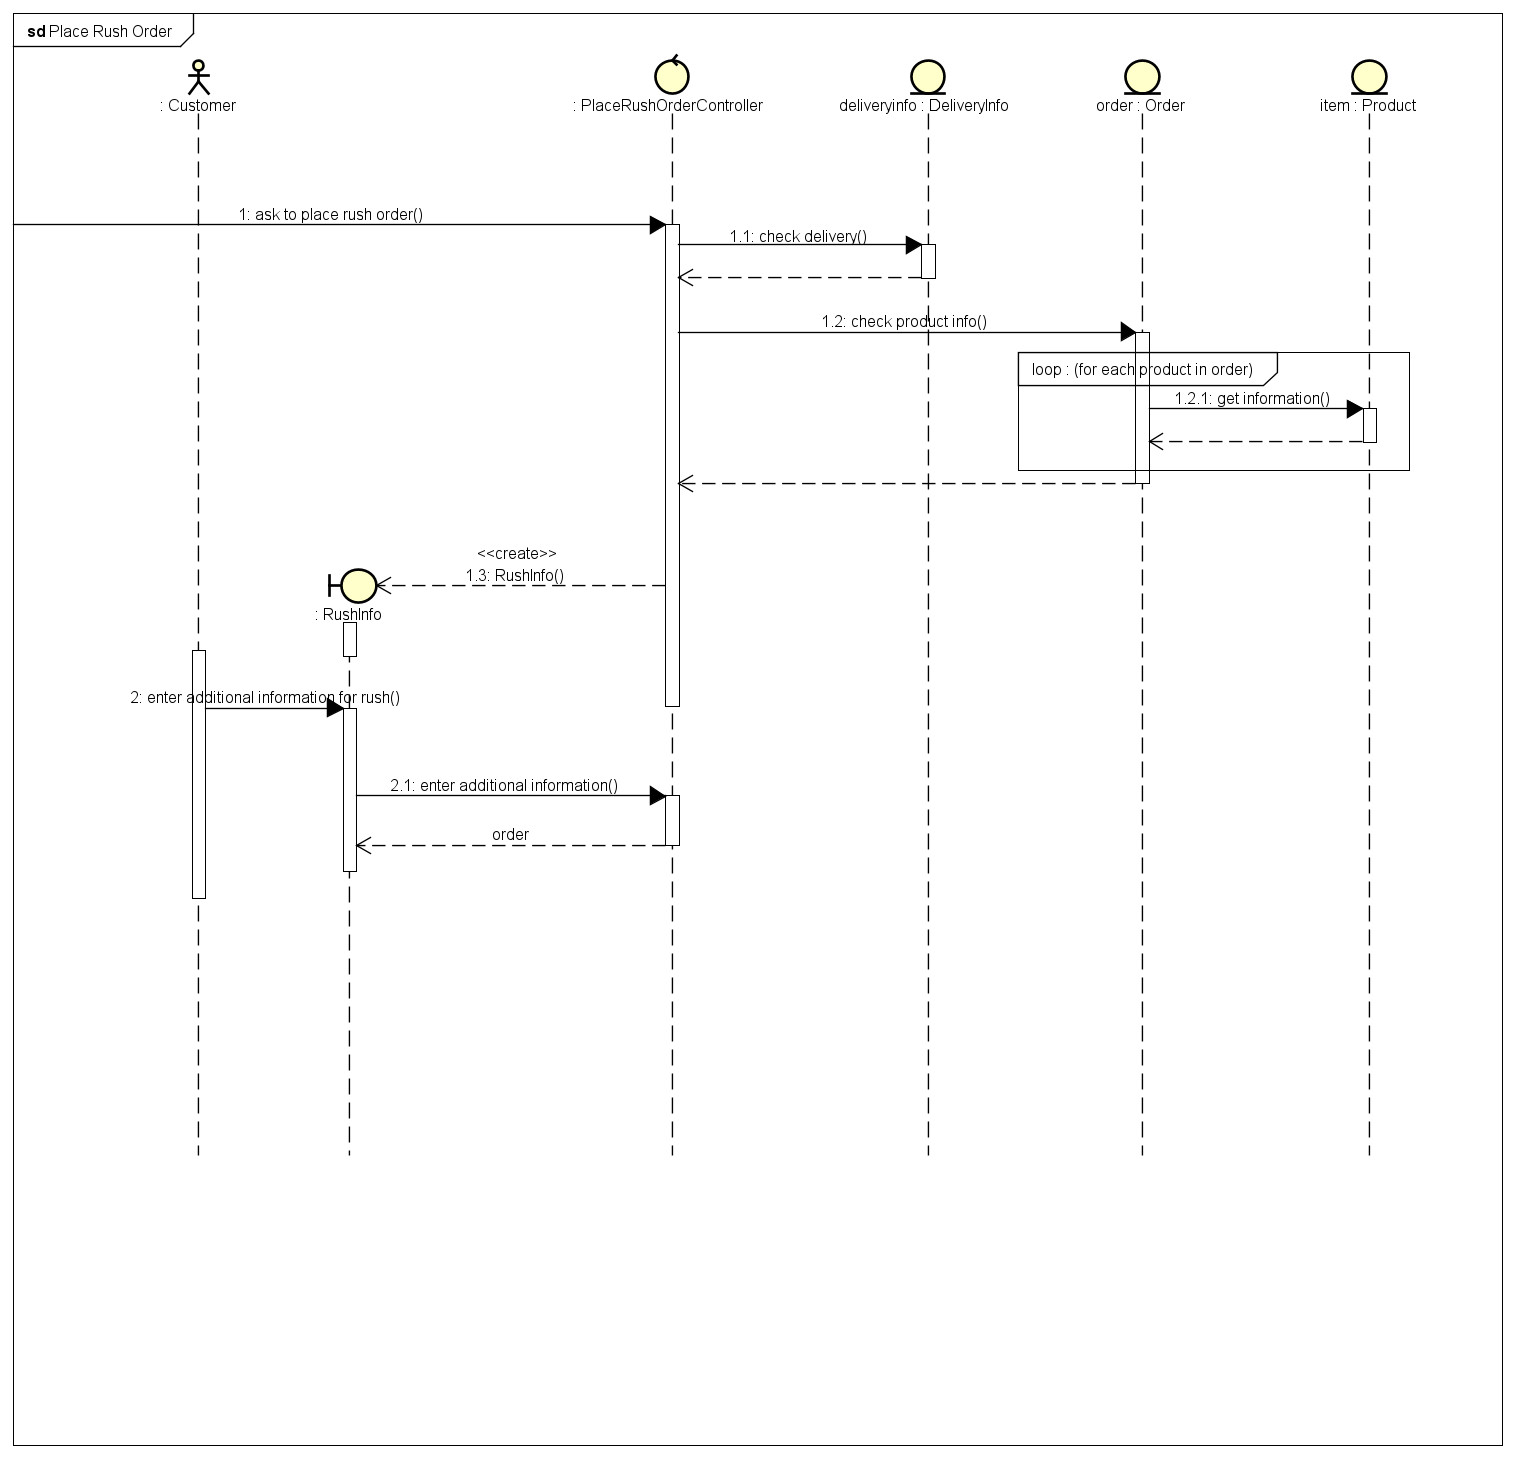 sd Place Rush Order
: Customer
: PlaceRushOrderController
deliveryinfo : DeliveryInfo
order : Order
item : Product
1: ask to place rush order()
1.1: check delivery()
1.2: check product info()
loop : (for each product in order)
1.2.1: get information()
<<create>>
1.3: RushInfo()
: RushInfo
2: enter additional information for rush()
2.1: enter additional information()
order